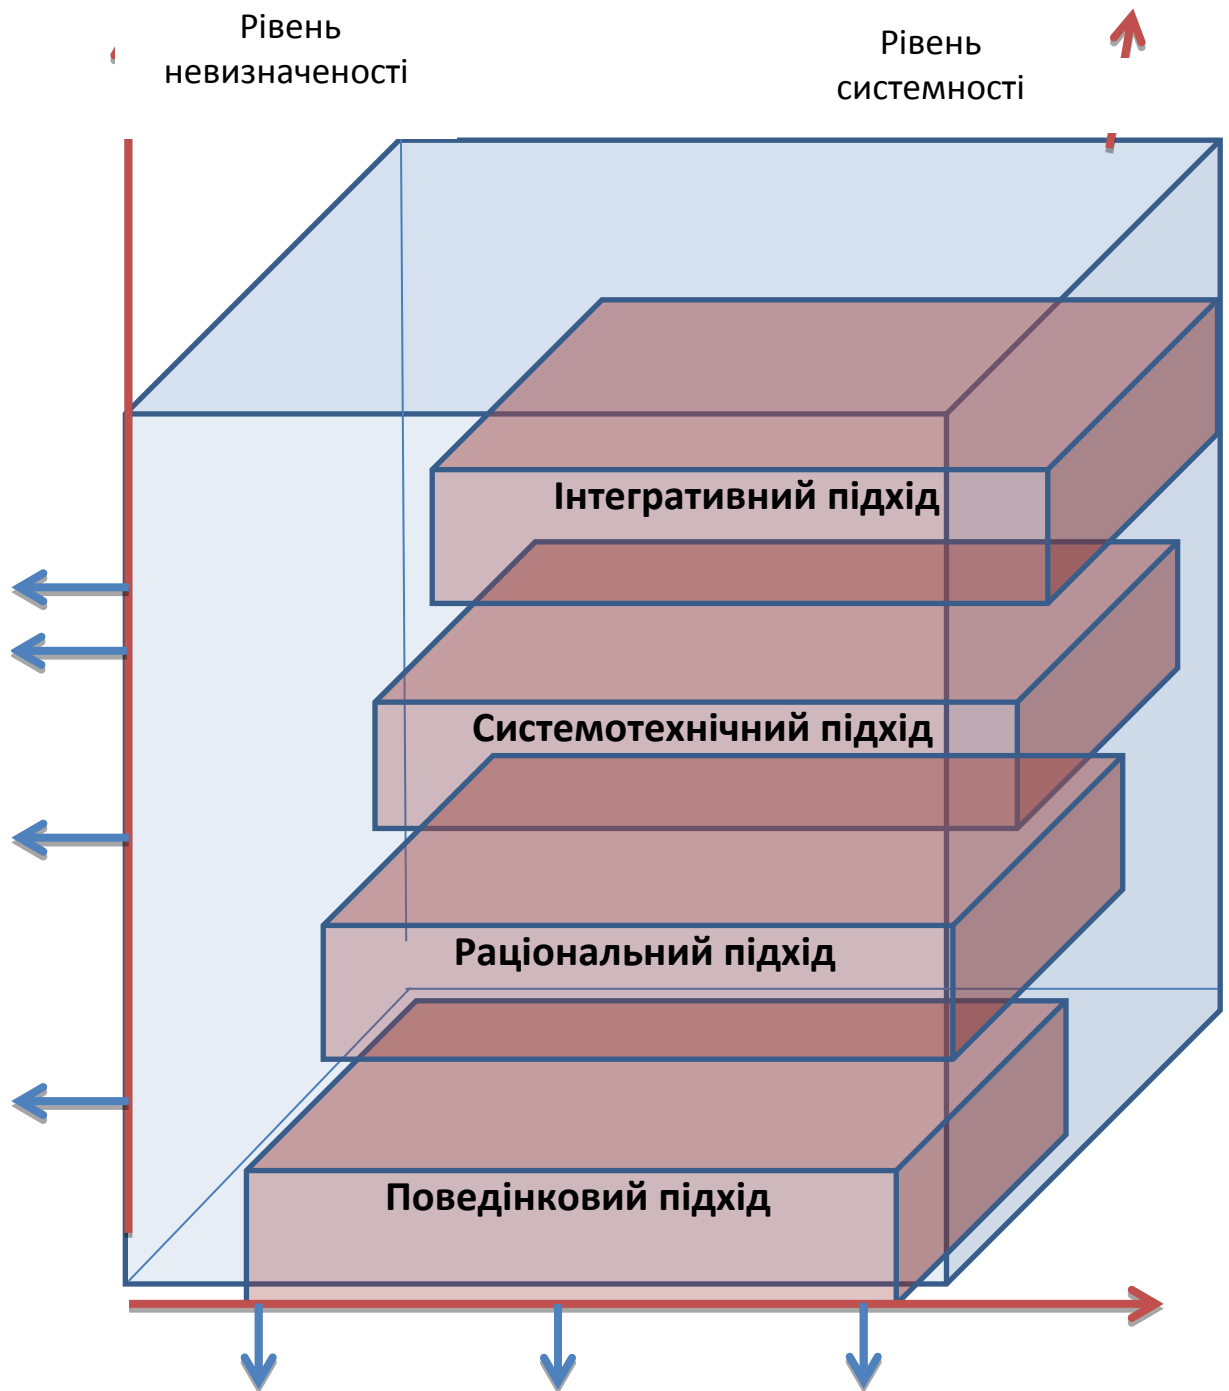 Рівень
невизначеності
Рівень
системності
Інтегративний підхід
Системотехнічний підхід
Раціональний підхід
Поведінковий підхід